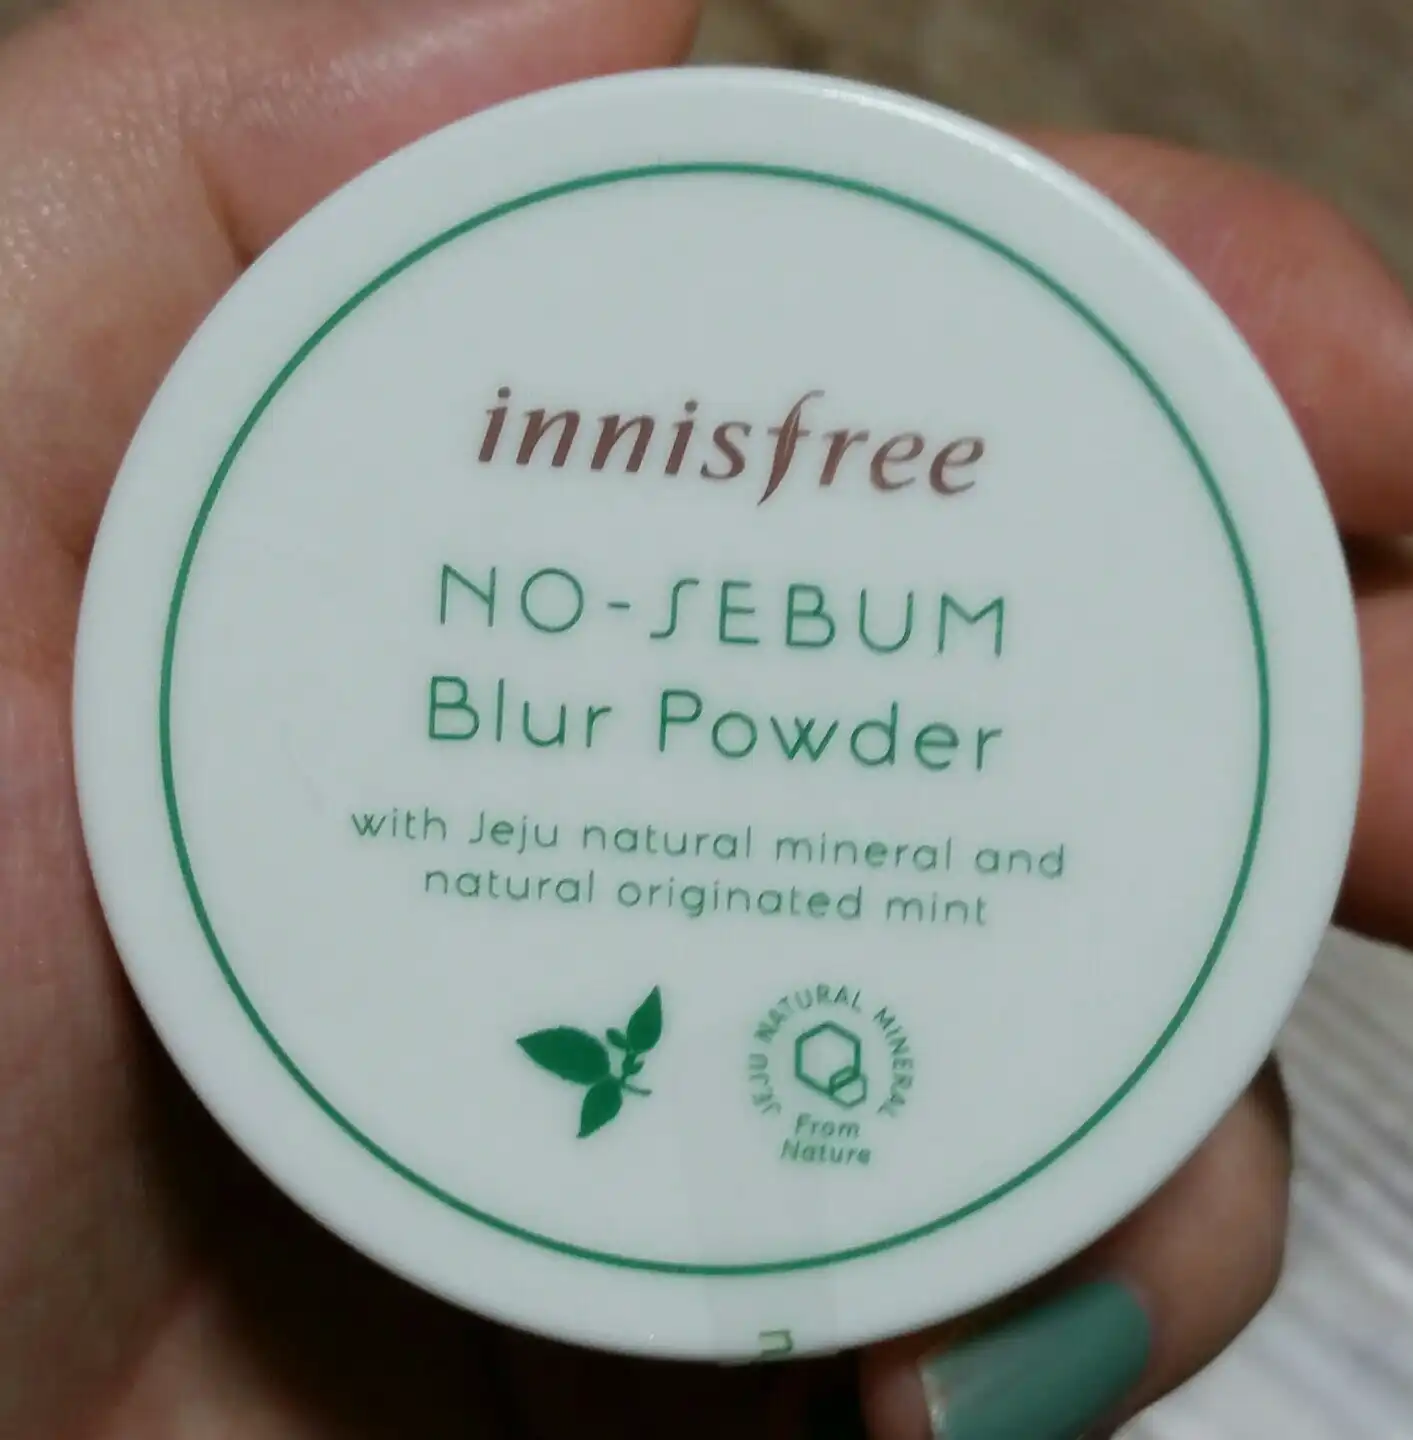 innisfree
NO-SEBUM
Blur Powder
with Jeju natural mineral and
natural originated mint
JEJU NATURAL MINERAL
From
Nature